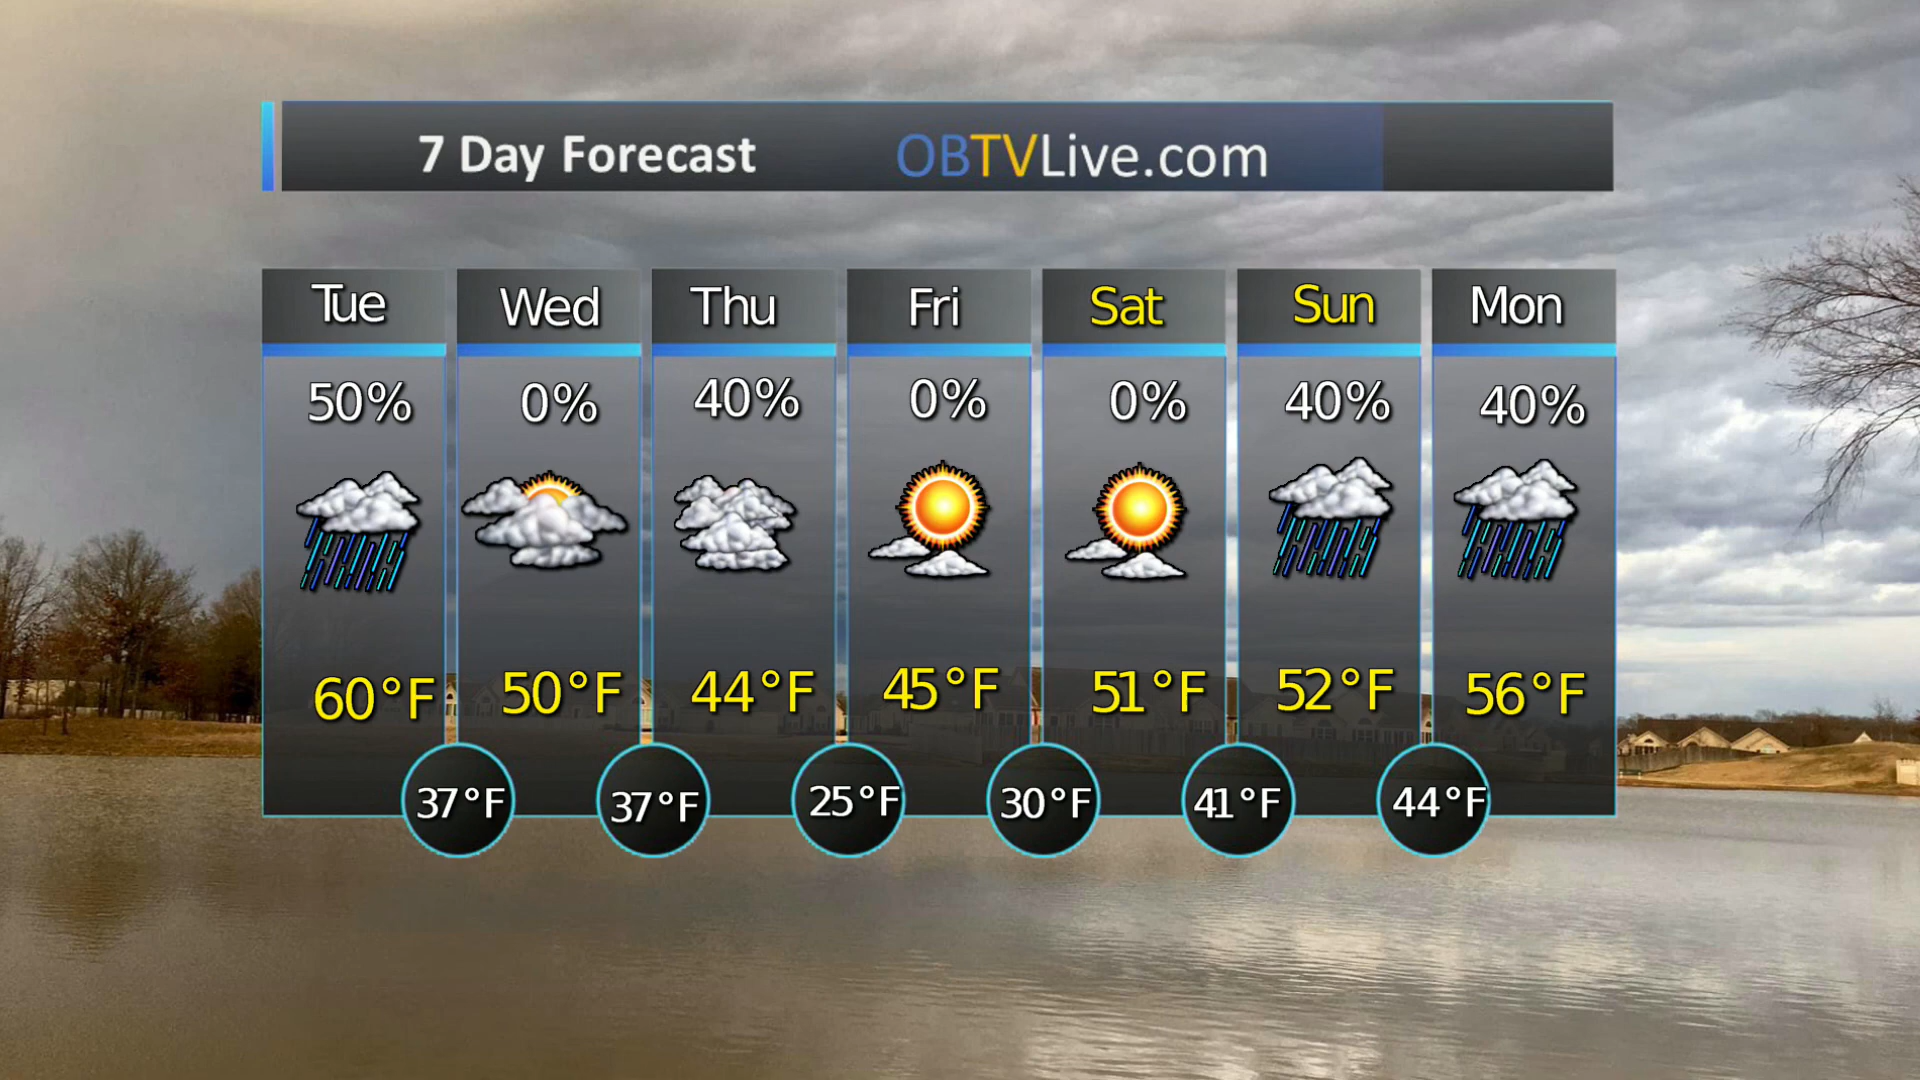 7 Day Forecast OBTVLive.com
Tue Wed Thu Fri Sat Sun Mon
50% 0% 40% 0% 0% 40% 40%
60°F 50°F 44°F 45°F 51°F 52°F 56°F
37°F 37°F 25°F 30°F 41°F 44°F